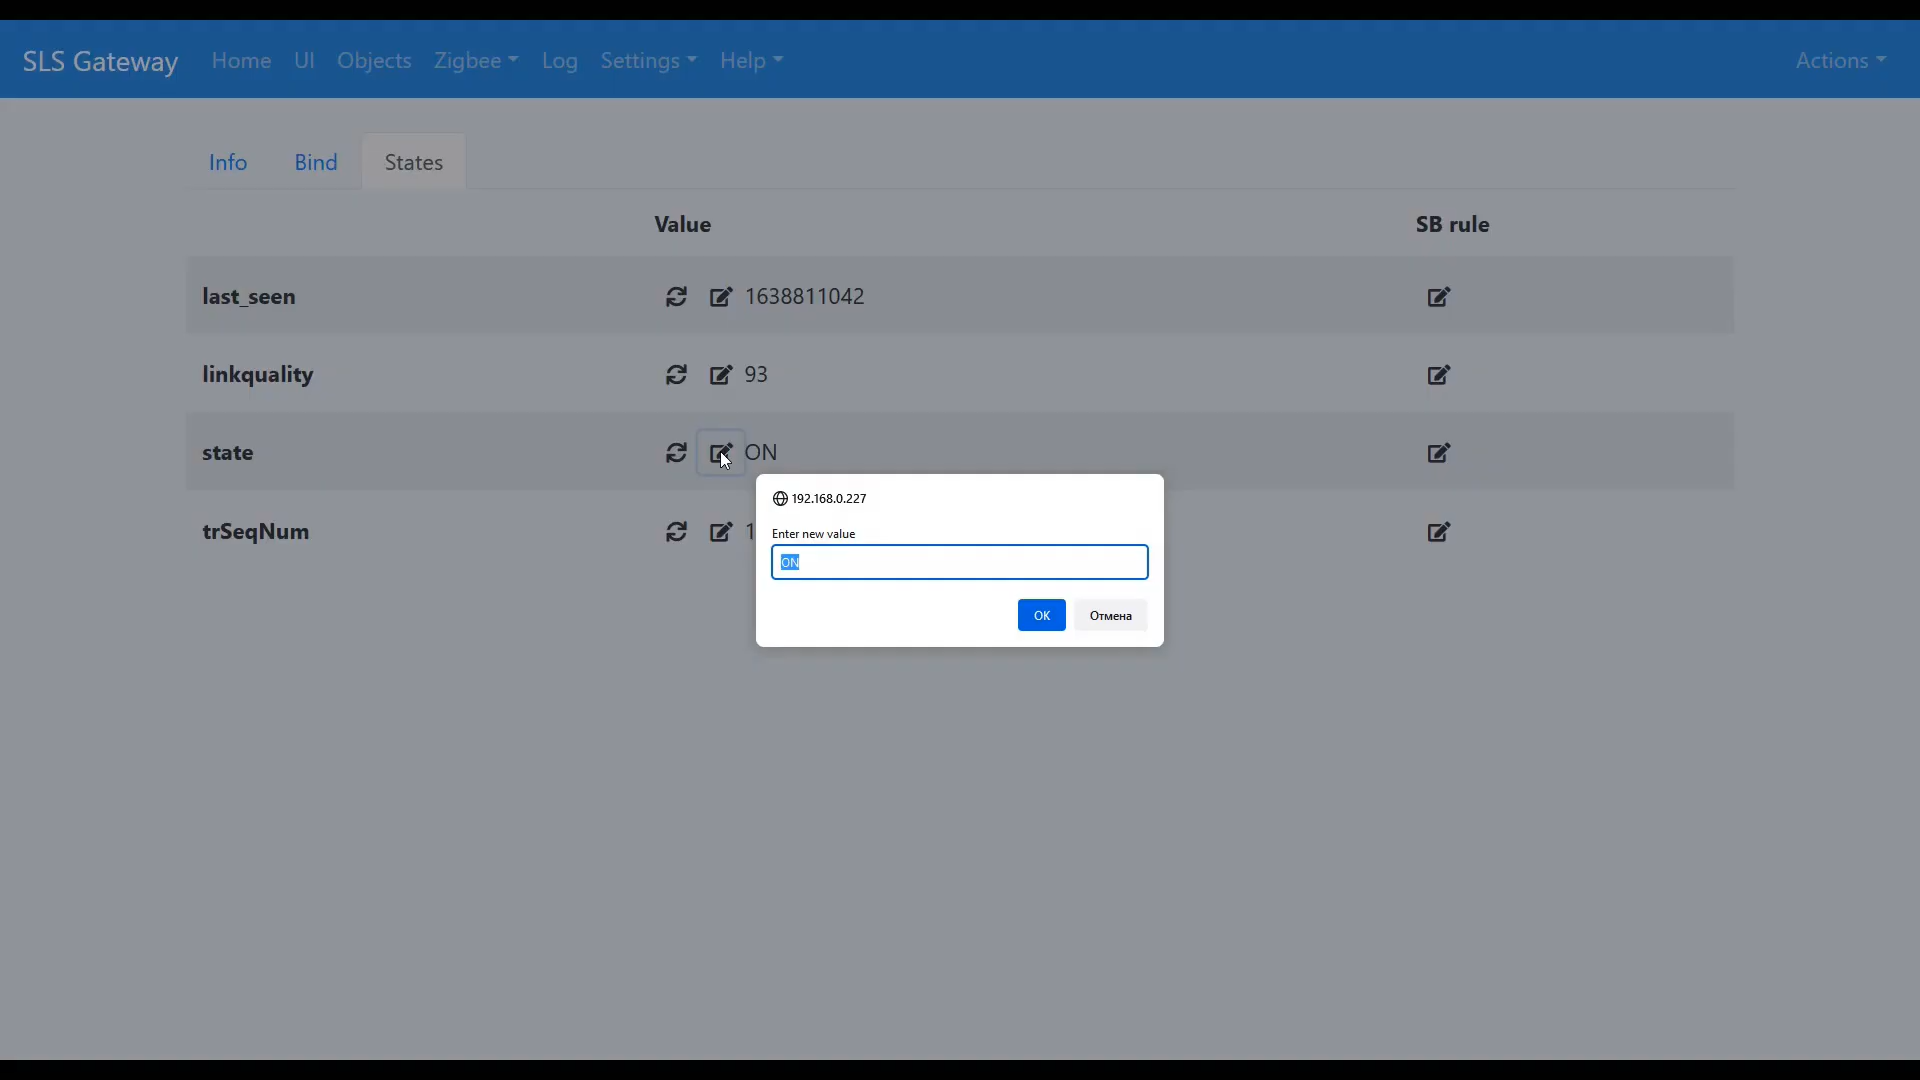 SLS Gateway Home UI Objects Zigbee Log Settings Help Actions
Info Bind States
Value SB rule
last_seen 1638811042
linkquality 93
state ON
trSeqNum 1
192.168.0.227
Enter new value
ON
OK Отмена